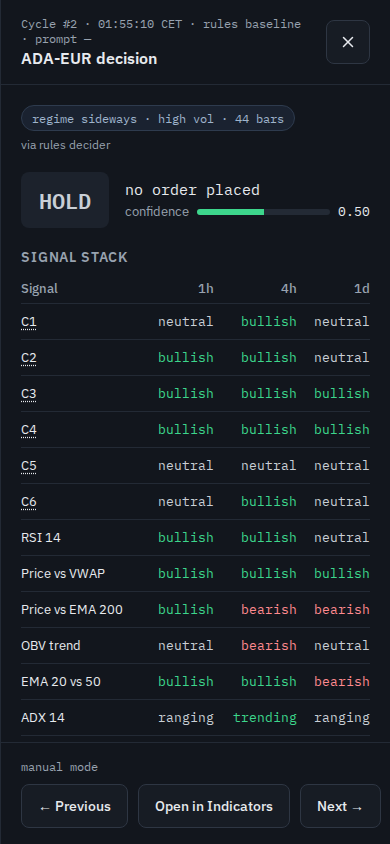 Cycle #2 · 01:55:10 CET · rules baseline
· prompt —
ADA-EUR decision
×
regime sideways · high vol · 44 bars
via rules decider
HOLD
no order placed
confidence 0.50
SIGNAL STACK
Signal 1h 4h 1d
C1 neutral bullish neutral
C2 bullish bullish neutral
C3 bullish bullish bullish
C4 bullish bullish bullish
C5 neutral neutral neutral
C6 neutral bullish neutral
RSI 14 bullish bullish neutral
Price vs VWAP bullish bullish bullish
Price vs EMA 200 bullish bearish bearish
OBV trend neutral bearish neutral
EMA 20 vs 50 bullish bullish bearish
ADX 14 ranging trending ranging
manual mode
← Previous Open in Indicators Next →